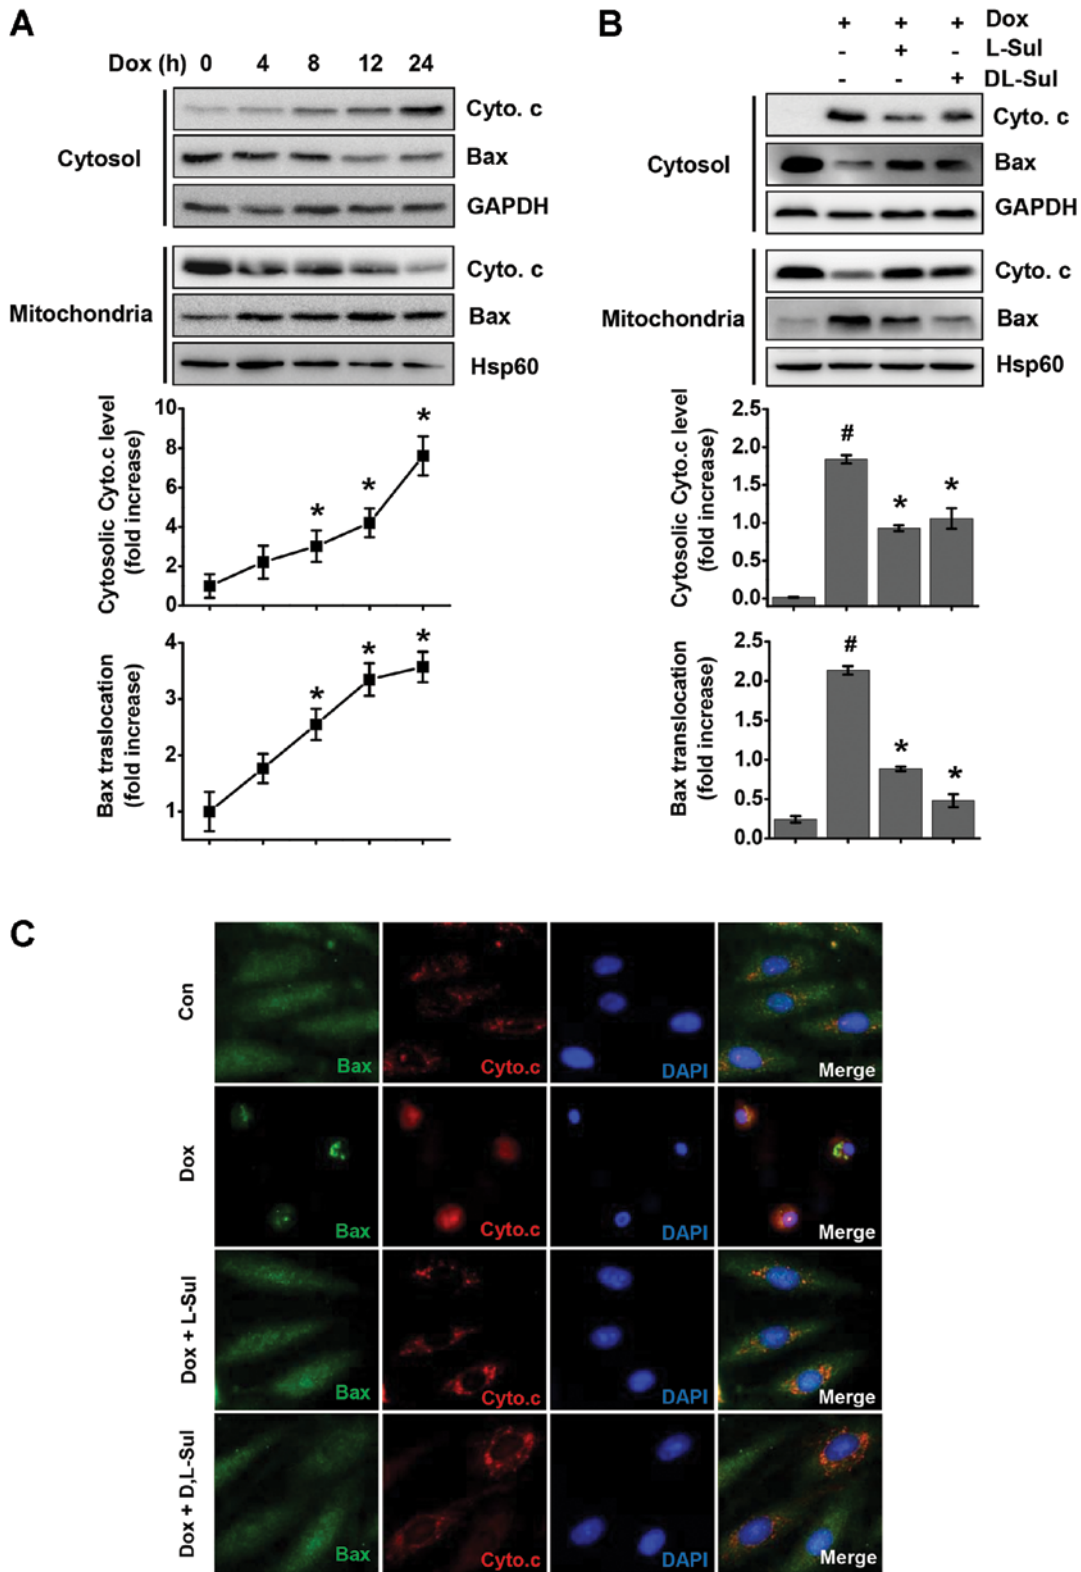 A
Dox (h) 0 4 8 12 24
Cytosol
Cyto. c
Bax
GAPDH
Mitochondria
Cyto. c
Bax
Hsp60
Cytosolic Cyto.c level
(fold increase)
10
8
6
4
2
0
*
*
*
Bax traslocation
(fold increase)
4
3
2
1
*
*
*
B
+ + + Dox
- + - L-Sul
- - + DL-Sul
Cytosol
Cyto. c
Bax
GAPDH
Mitochondria
Cyto. c
Bax
Hsp60
Cytosolic Cyto.c level
(fold increase)
2.5
2.0
1.5
1.0
0.5
0.0
#
*
*
Bax translocation
(fold increase)
2.5
2.0
1.5
1.0
0.5
0.0
#
*
*
C
Con
Bax Cyto.c DAPI Merge
Dox
Bax Cyto.c DAPI Merge
Dox + L-Sul
Bax Cyto.c DAPI Merge
Dox + D,L-Sul
Bax Cyto.c DAPI Merge